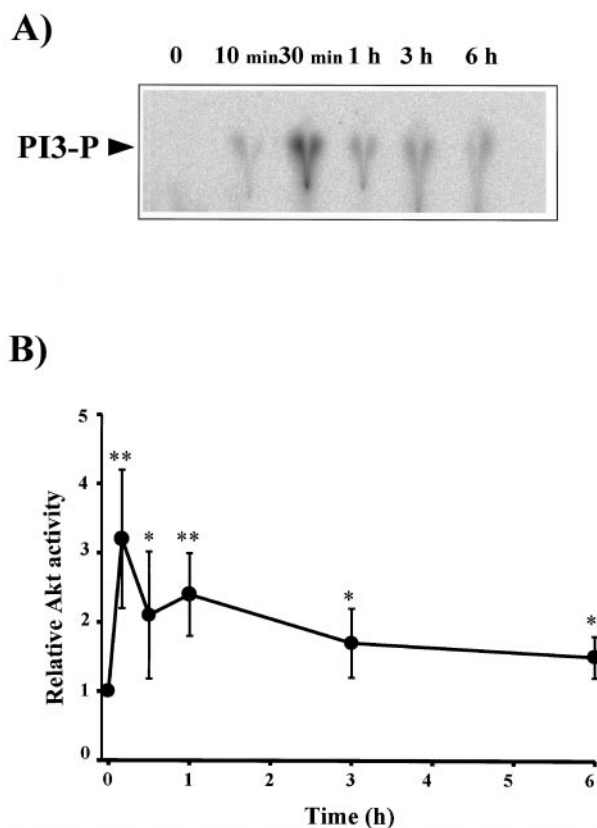 A)
0 10 min 30 min 1 h 3 h 6 h
PI3-P
B)
5
4
3
2
1
0
Relative Akt activity
**
*
**
*
*
0 1 2 3 4 5 6
Time (h)